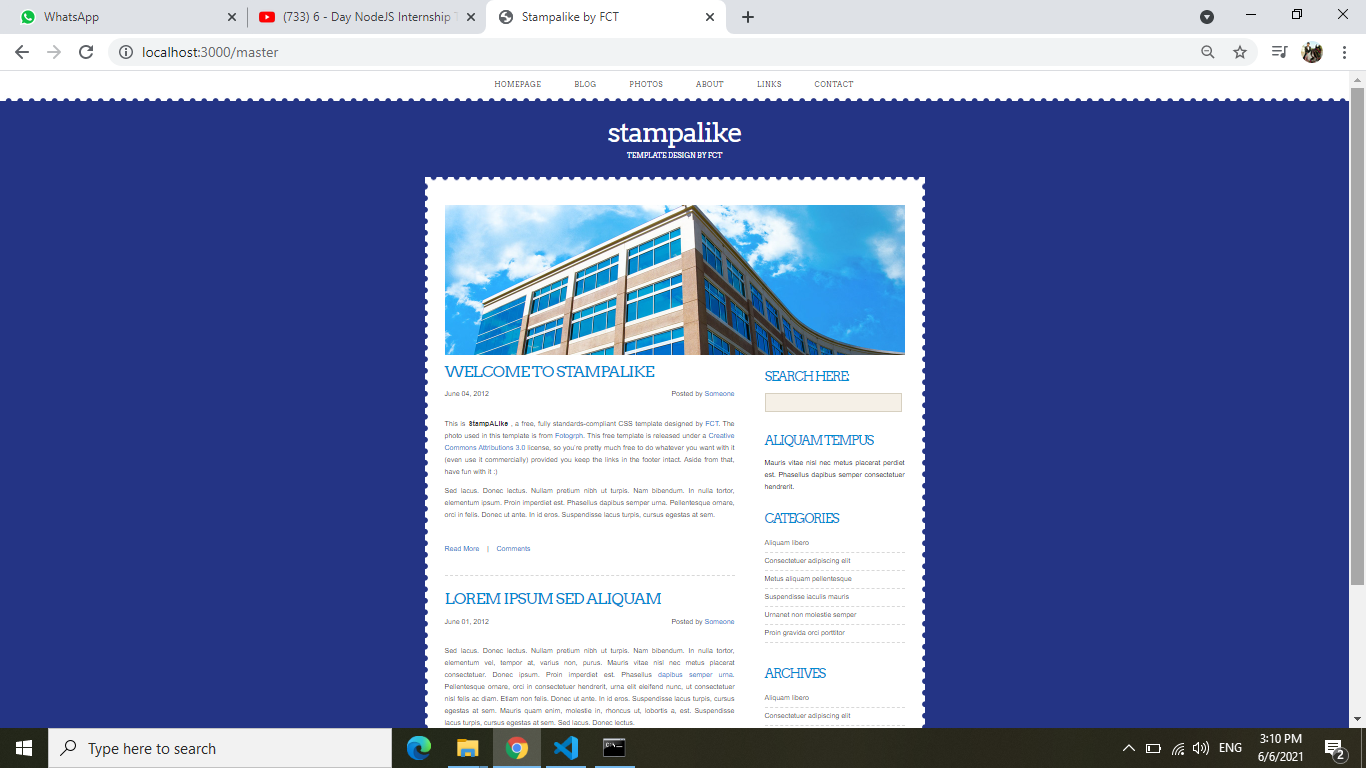 WhatsApp
(733) 6 - Day NodeJS Internship
Stampalike by FCT
localhost:3000/master
HOMEPAGE BLOG PHOTOS ABOUT LINKS CONTACT
stampalike
TEMPLATE DESIGN BY FCT
WELCOME TO STAMPALIKE
June 04, 2012 Posted by Someone
This is StampALike , a free, fully standards-compliant CSS template designed by FCT. The
photo used in this template is from Fotogrph. This free template is released under a Creative
Commons Attributions 3.0 license, so you're pretty much free to do whatever you want with it
(even use it commercially) provided you keep the links in the footer intact. Aside from that,
have fun with it :)
Sed lacus. Donec lectus. Nullam pretium nibh ut turpis. Nam bibendum. In nulla tortor,
elementum ipsum. Proin imperdiet est. Phasellus dapibus semper urna. Pellentesque ornare,
orci in felis. Donec ut ante. In id eros. Suspendisse lacus turpis, cursus egestas at sem.
Read More | Comments
LOREM IPSUM SED ALIQUAM
June 01, 2012 Posted by Someone
Sed lacus. Donec lectus. Nullam pretium nibh ut turpis. Nam bibendum. In nulla tortor,
elementum vel, tempor at, varius non, purus. Mauris vitae nisl nec metus placerat
consectetuer. Donec ipsum. Proin imperdiet est. Phasellus dapibus semper urna.
Pellentesque ornare, orci in consectetuer hendrerit, urna elit eleifend nunc, ut consectetuer
nisl felis ac diam. Etiam non felis. Donec ut ante. In id eros. Suspendisse lacus turpis, cursus
egestas at sem. Mauris quam enim, molestie in, rhoncus ut, lobortis a, est. Suspendisse
lacus turpis, cursus egestas at sem. Sed lacus. Donec lectus.
SEARCH HERE:
ALIQUAM TEMPUS
Mauris vitae nisl nec metus placerat perdiet
est. Phasellus dapibus semper consectetuer
hendrerit.
CATEGORIES
Aliquam libero
Consectetuer adipiscing elit
Metus aliquam pellentesque
Suspendisse iaculis mauris
Urnanet non molestie semper
Proin gravida orci porttitor
ARCHIVES
Aliquam libero
Consectetuer adipiscing elit
Type here to search
ENG
3:10 PM
6/6/2021
2